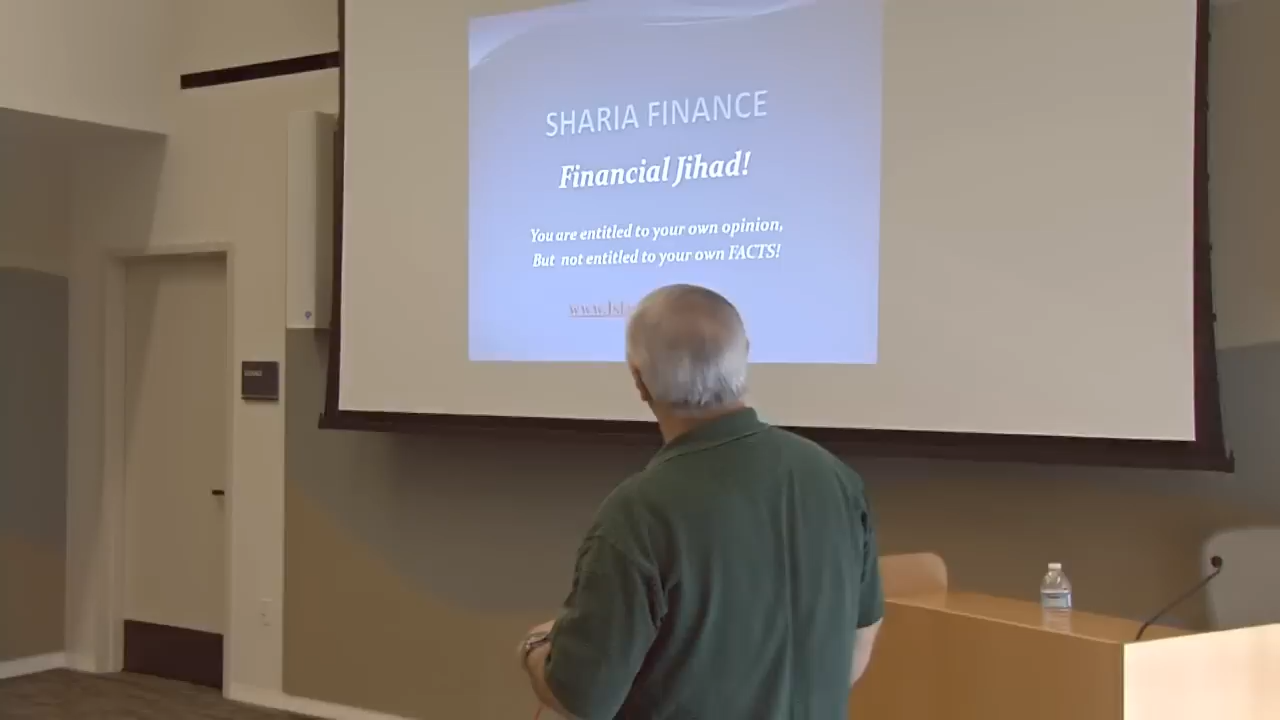 SHARIA FINANCE
Financial Jihad!
You are entitled to your own opinion,
But not entitled to your own FACTS!